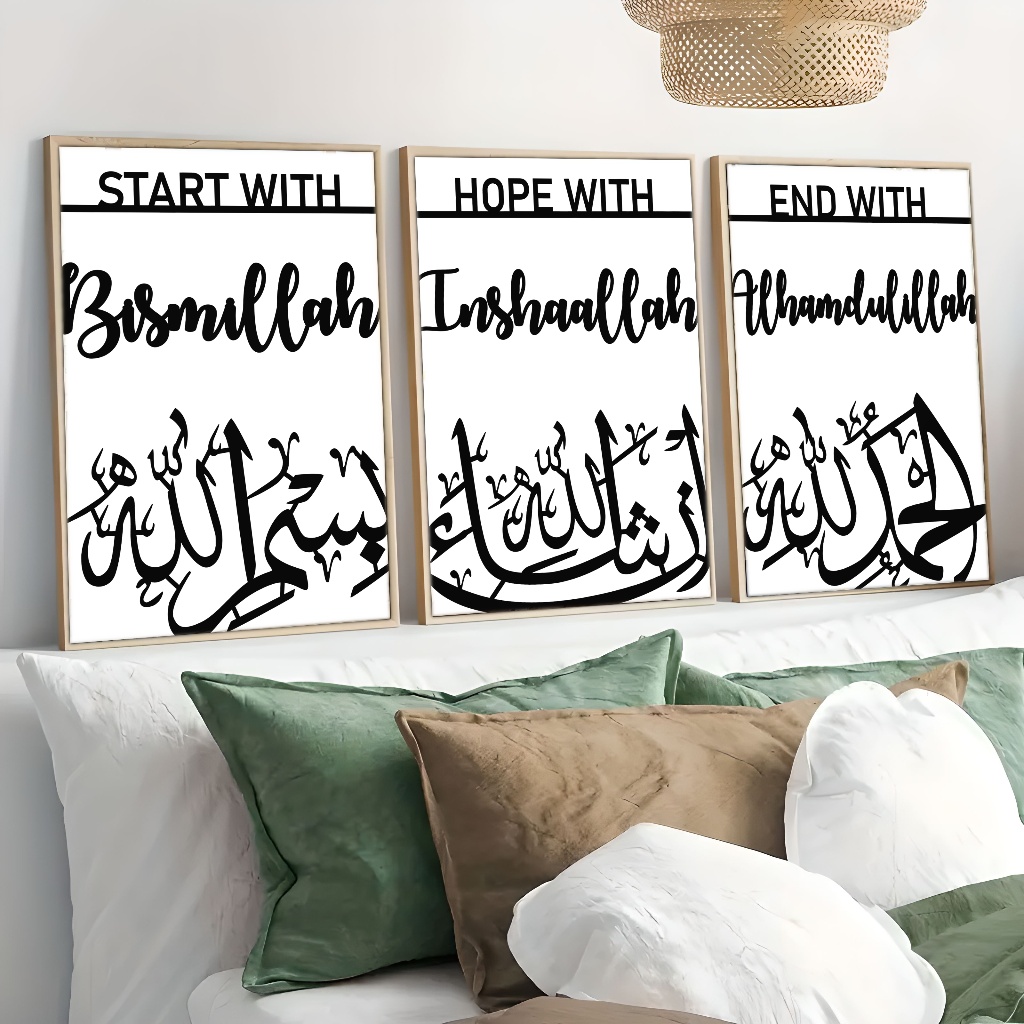 START WITH
Bismillah
بسم الله
HOPE WITH
Inshaallah
إن شاء الله
END WITH
Alhamdulillah
الحمد لله